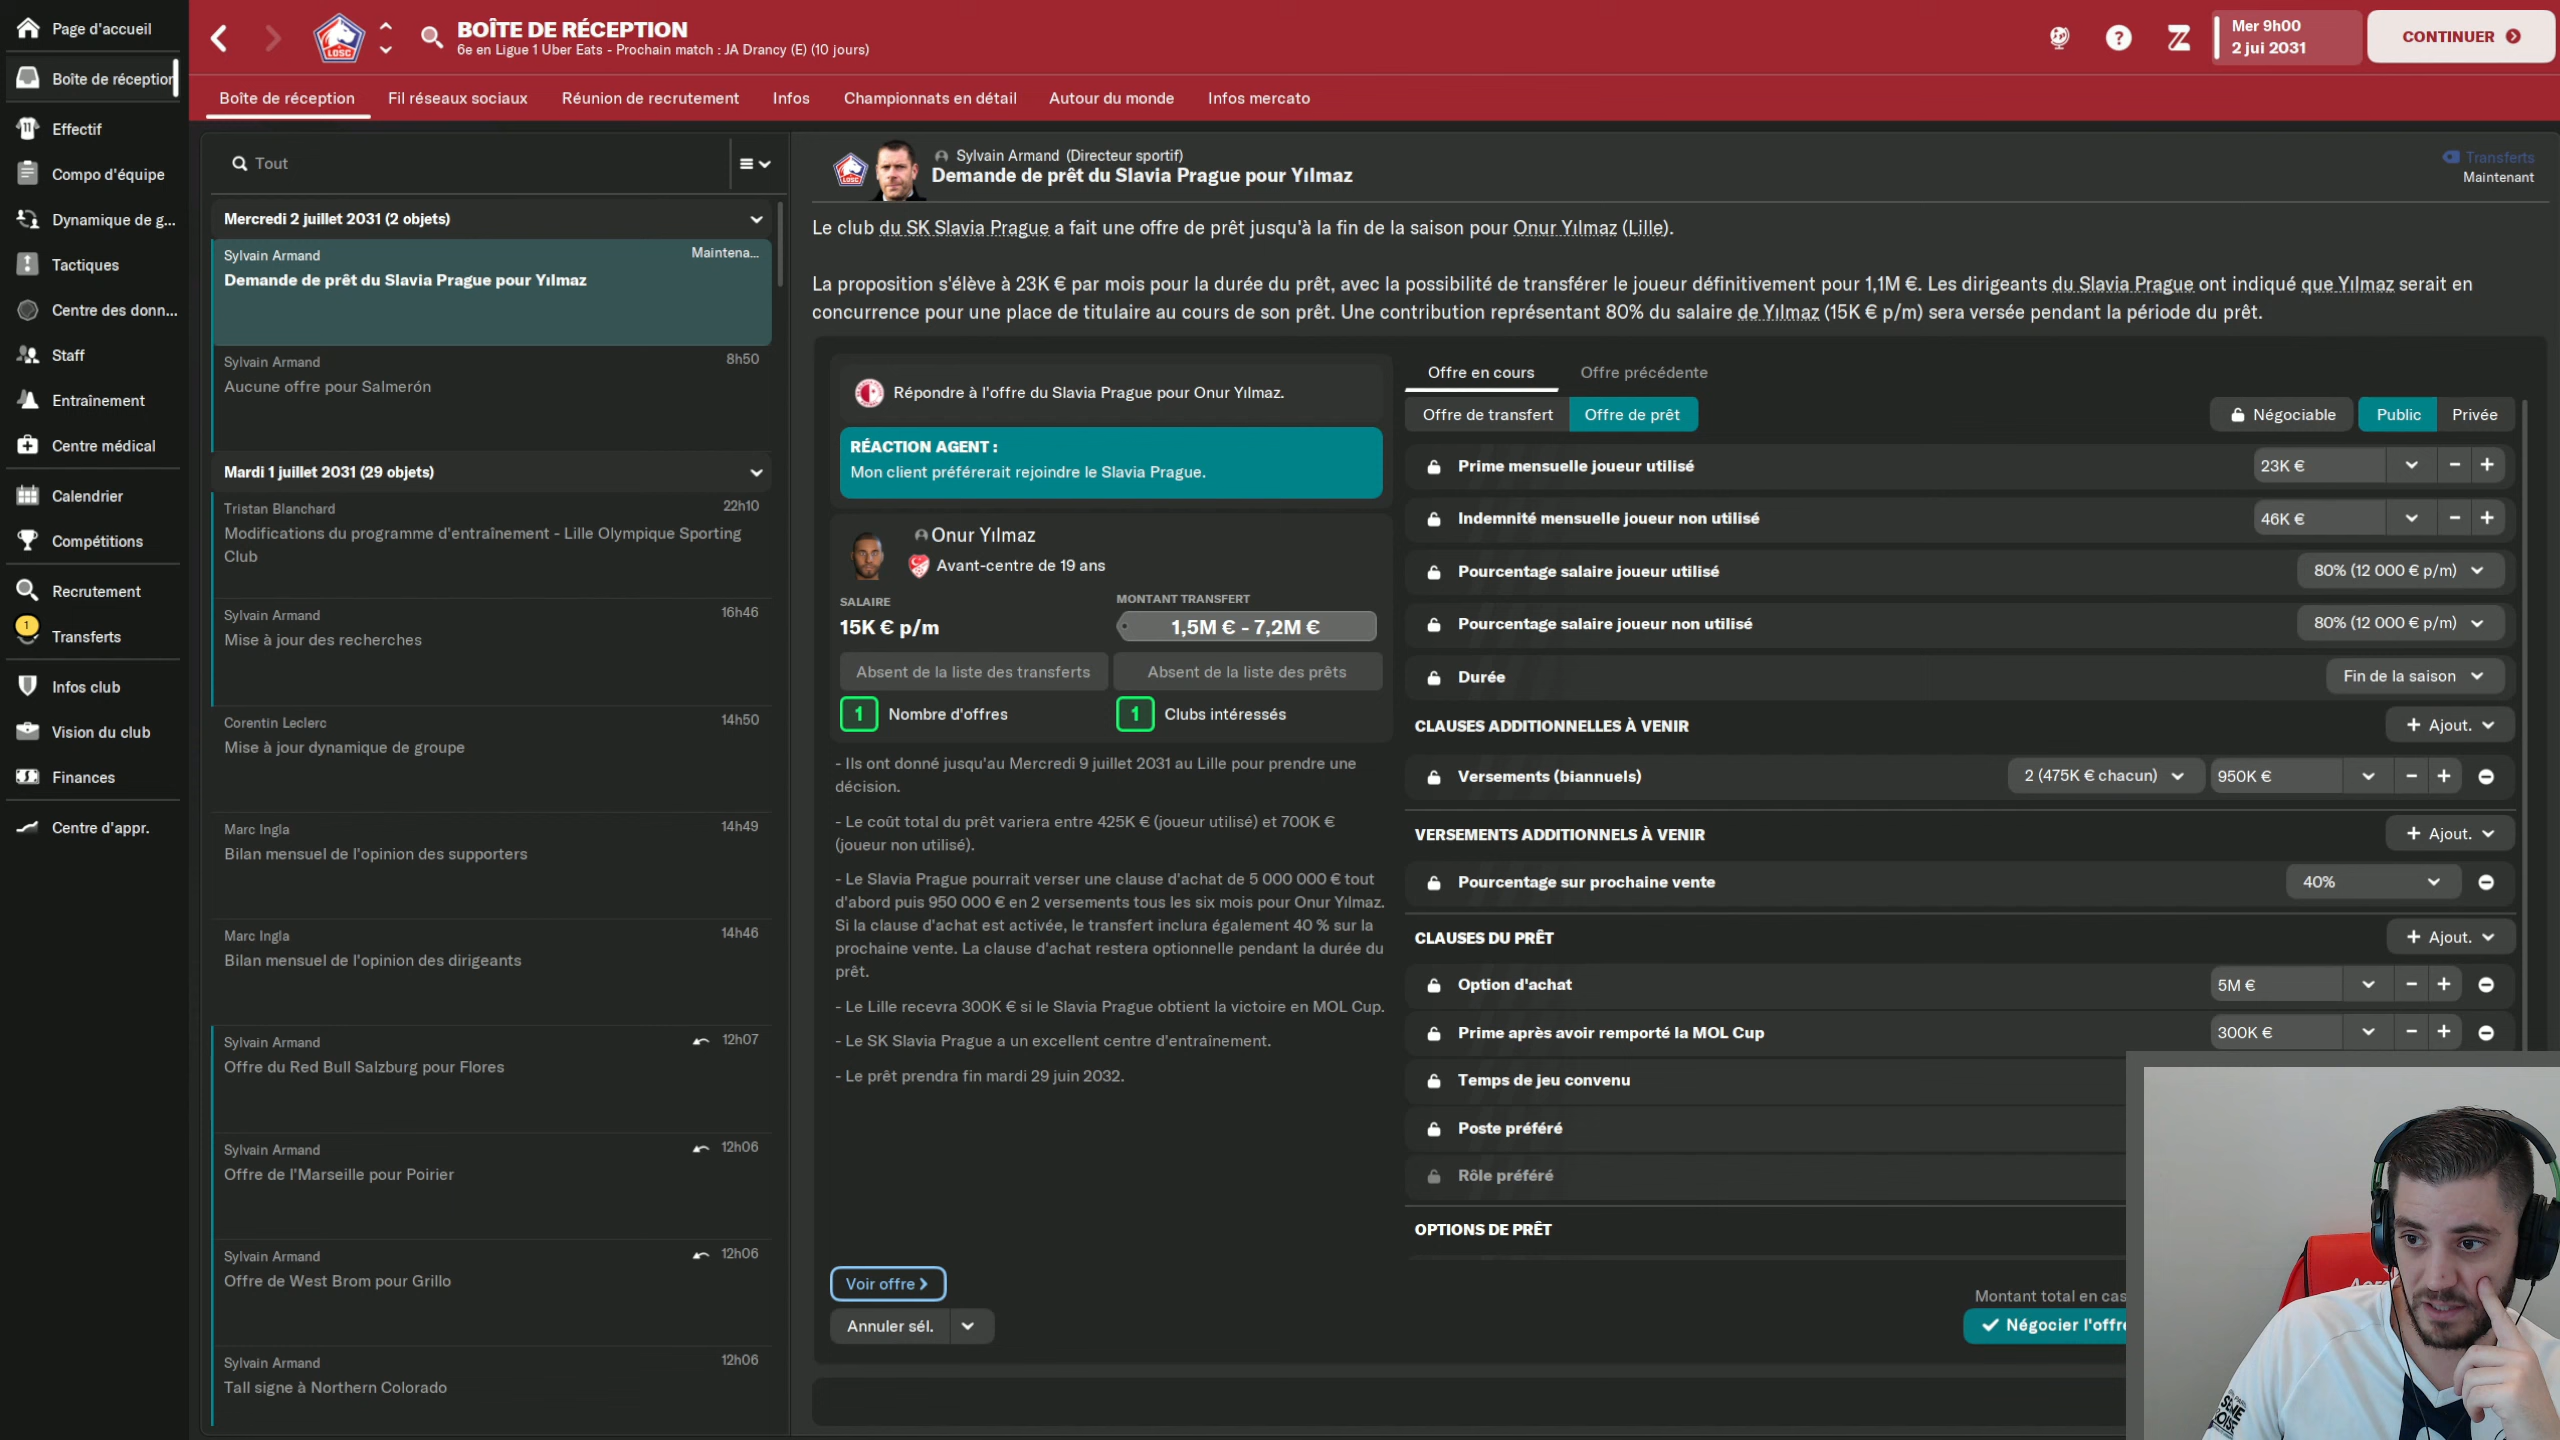 Page d'accueil
Boîte de réception
Effectif
Compo d'équipe
Dynamique de g...
Tactiques
Centre des donn...
Staff
Entraînement
Centre médical
Calendrier
Compétitions
Recrutement
1
Transferts
Infos club
Vision du club
Finances
Centre d'appr.
LOSC
BOÎTE DE RÉCEPTION
6e en Ligue 1 Uber Eats - Prochain match : JA Drancy (E) (10 jours)
Mer 9h00
2 jui 2031
CONTINUER
Boîte de réception
Fil réseaux sociaux
Réunion de recrutement
Infos
Championnats en détail
Autour du monde
Infos mercato
Tout
Mercredi 2 juillet 2031 (2 objets)
Sylvain Armand
Maintena...
Demande de prêt du Slavia Prague pour Yılmaz
Sylvain Armand
8h50
Aucune offre pour Salmerón
Mardi 1 juillet 2031 (29 objets)
Tristan Blanchard
22h10
Modifications du programme d'entraînement - Lille Olympique Sporting
Club
Sylvain Armand
16h46
Mise à jour des recherches
Corentin Leclerc
14h50
Mise à jour dynamique de groupe
Marc Ingla
14h49
Bilan mensuel de l'opinion des supporters
Marc Ingla
14h46
Bilan mensuel de l'opinion des dirigeants
Sylvain Armand
12h07
Offre du Red Bull Salzburg pour Flores
Sylvain Armand
12h06
Offre de l'Marseille pour Poirier
Sylvain Armand
12h06
Offre de West Brom pour Grillo
Sylvain Armand
12h06
Tall signe à Northern Colorado
LOSC
Sylvain Armand (Directeur sportif)
Demande de prêt du Slavia Prague pour Yılmaz
Transferts
Maintenant
Le club du SK Slavia Prague a fait une offre de prêt jusqu'à la fin de la saison pour Onur Yılmaz (Lille).
La proposition s'élève à 23K € par mois pour la durée du prêt, avec la possibilité de transférer le joueur définitivement pour 1,1M €. Les dirigeants du Slavia Prague ont indiqué que Yılmaz serait en
concurrence pour une place de titulaire au cours de son prêt. Une contribution représentant 80% du salaire de Yılmaz (15K € p/m) sera versée pendant la période du prêt.
Répondre à l'offre du Slavia Prague pour Onur Yılmaz.
RÉACTION AGENT :
Mon client préférerait rejoindre le Slavia Prague.
Onur Yılmaz
Avant-centre de 19 ans
SALAIRE
15K € p/m
MONTANT TRANSFERT
1,5M € - 7,2M €
Absent de la liste des transferts
Absent de la liste des prêts
1 Nombre d'offres
1 Clubs intéressés
- Ils ont donné jusqu'au Mercredi 9 juillet 2031 au Lille pour prendre une
décision.
- Le coût total du prêt variera entre 425K € (joueur utilisé) et 700K €
(joueur non utilisé).
- Le Slavia Prague pourrait verser une clause d'achat de 5 000 000 € tout
d'abord puis 950 000 € en 2 versements tous les six mois pour Onur Yılmaz.
Si la clause d'achat est activée, le transfert inclura également 40 % sur la
prochaine vente. La clause d'achat restera optionnelle pendant la durée du
prêt.
- Le Lille recevra 300K € si le Slavia Prague obtient la victoire en MOL Cup.
- Le SK Slavia Prague a un excellent centre d'entraînement.
- Le prêt prendra fin mardi 29 juin 2032.
Voir offre
Annuler sél.
Offre en cours
Offre précédente
Offre de transfert
Offre de prêt
Négociable
Public
Privée
Prime mensuelle joueur utilisé
23K €
Indemnité mensuelle joueur non utilisé
46K €
Pourcentage salaire joueur utilisé
80% (12 000 € p/m)
Pourcentage salaire joueur non utilisé
80% (12 000 € p/m)
Durée
Fin de la saison
CLAUSES ADDITIONNELLES À VENIR
Ajout.
Versements (biannuels)
2 (475K € chacun)
950K €
VERSEMENTS ADDITIONNELS À VENIR
Ajout.
Pourcentage sur prochaine vente
40%
CLAUSES DU PRÊT
Ajout.
Option d'achat
5M €
Prime après avoir remporté la MOL Cup
300K €
Temps de jeu convenu
Poste préféré
Rôle préféré
OPTIONS DE PRÊT
Montant total en cas
Négocier l'offre